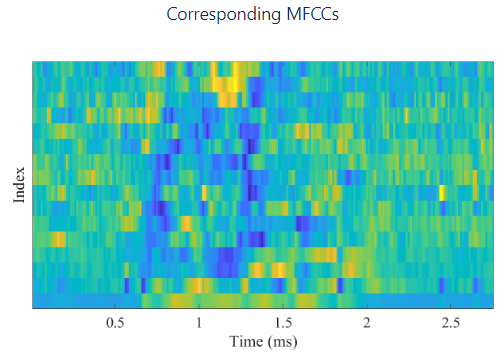 Corresponding MFCCs
Index
0.5 1 1.5 2 2.5
Time (ms)